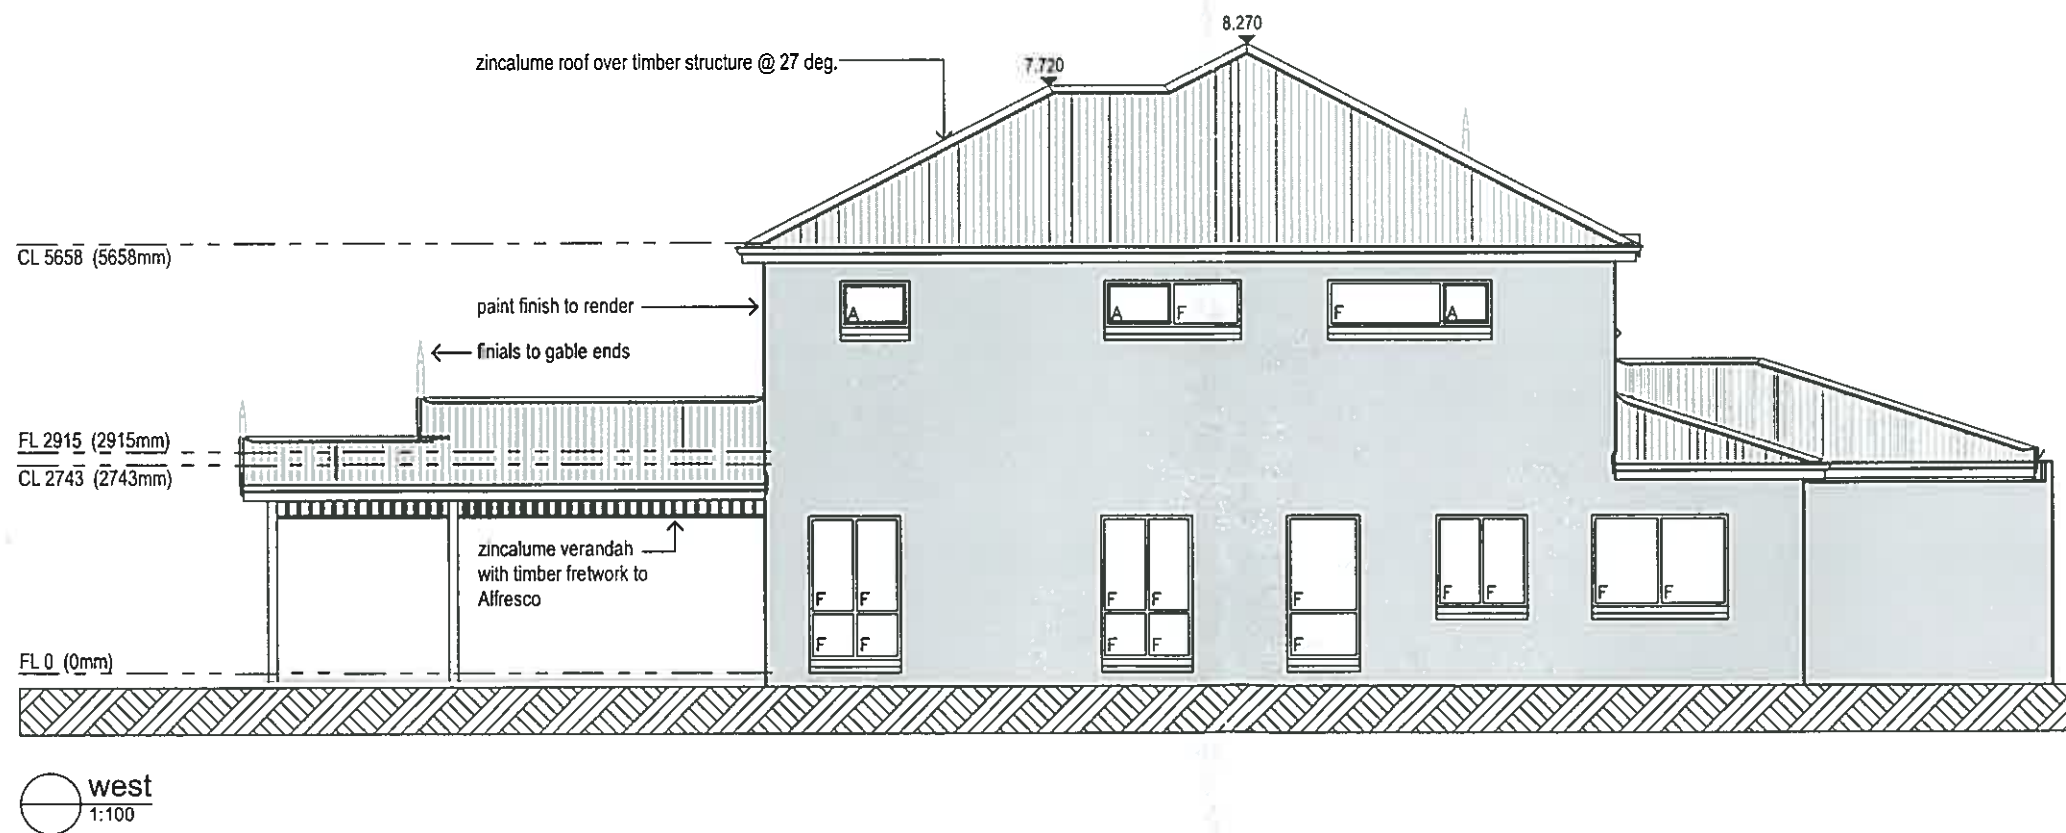 8.270
7.720
zincalume roof over timber structure @ 27 deg.
CL 5658 (5658mm)
paint finish to render
finials to gable ends
FL 2915 (2915mm)
CL 2743 (2743mm)
zincalume verandah
with timber fretwork to
Alfresco
FL 0 (0mm)
A
A F
F A
F F
F F
F F
F F
F
F
F F
F F
west
1:100